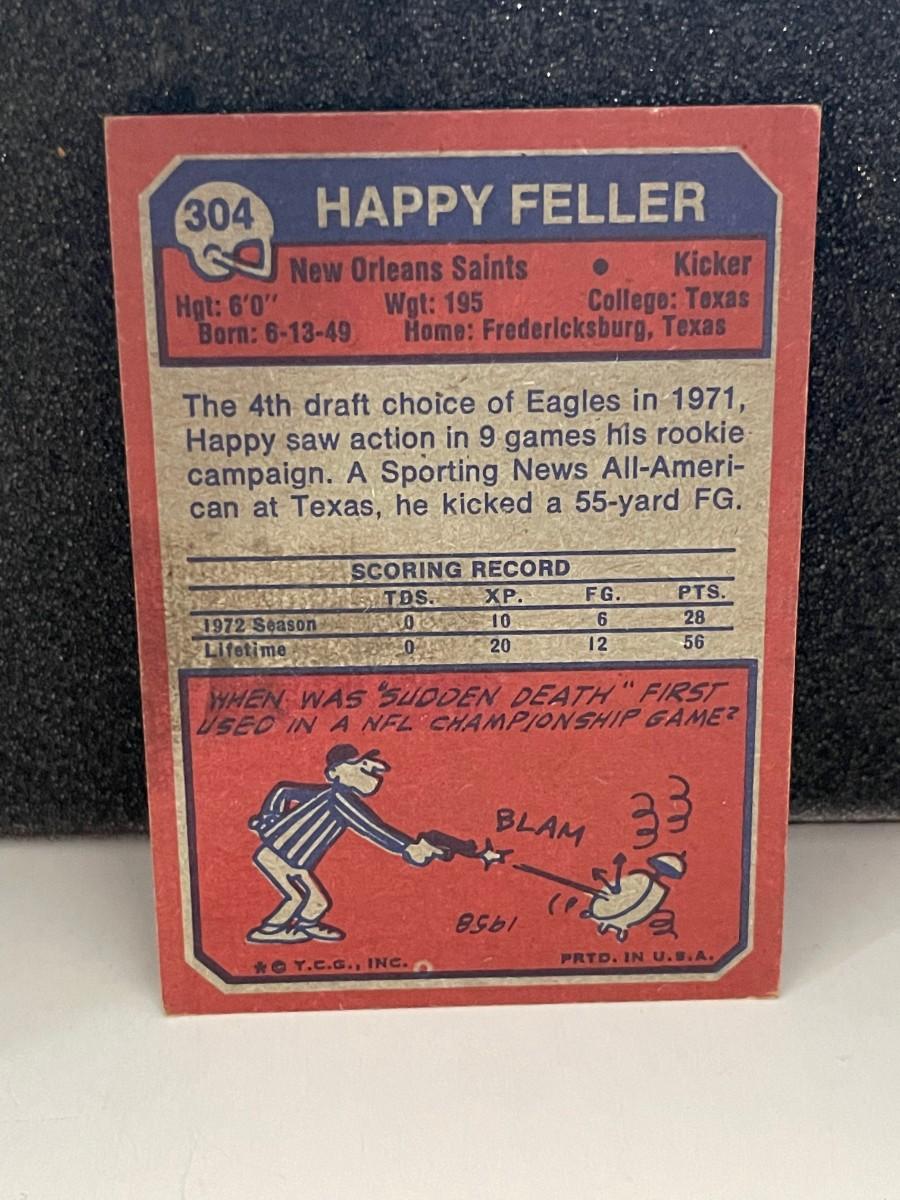 304
HAPPY FELLER
New Orleans Saints • Kicker
Hgt: 6'0" Wgt: 195 College: Texas
Born: 6-13-49 Home: Fredericksburg, Texas
The 4th draft choice of Eagles in 1971,
Happy saw action in 9 games his rookie
campaign. A Sporting News All-Ameri-
can at Texas, he kicked a 55-yard FG.
SCORING RECORD
TDS. XP. FG. PTS.
1972 Season 0 10 6 28
Lifetime 0 20 12 56
WHEN WAS "SUDDEN DEATH" FIRST
USED IN A NFL CHAMPIONSHIP GAME?
BLAM
1958
* © T.C.G., INC. PRTD. IN U.S.A.